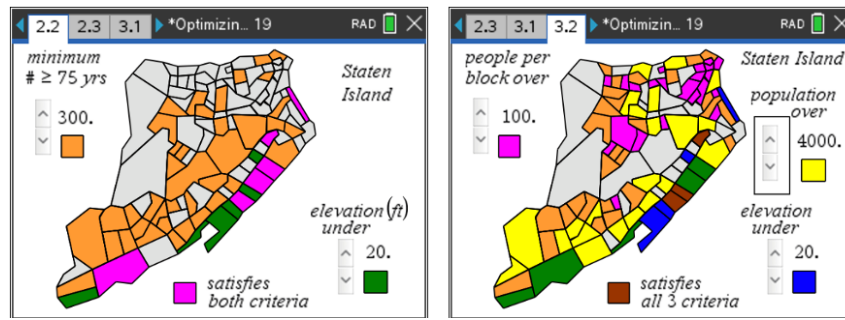 2.2 2.3 3.1 *Optimizin... 19 RAD
minimum
# ≥ 75 yrs
300.
Staten
Island
elevation (ft)
under
20.
satisfies
both criteria
2.3 3.1 3.2 *Optimizin... 19 RAD
people per
block over
100.
Staten Island
population
over
4000.
elevation
under
20.
satisfies
all 3 criteria